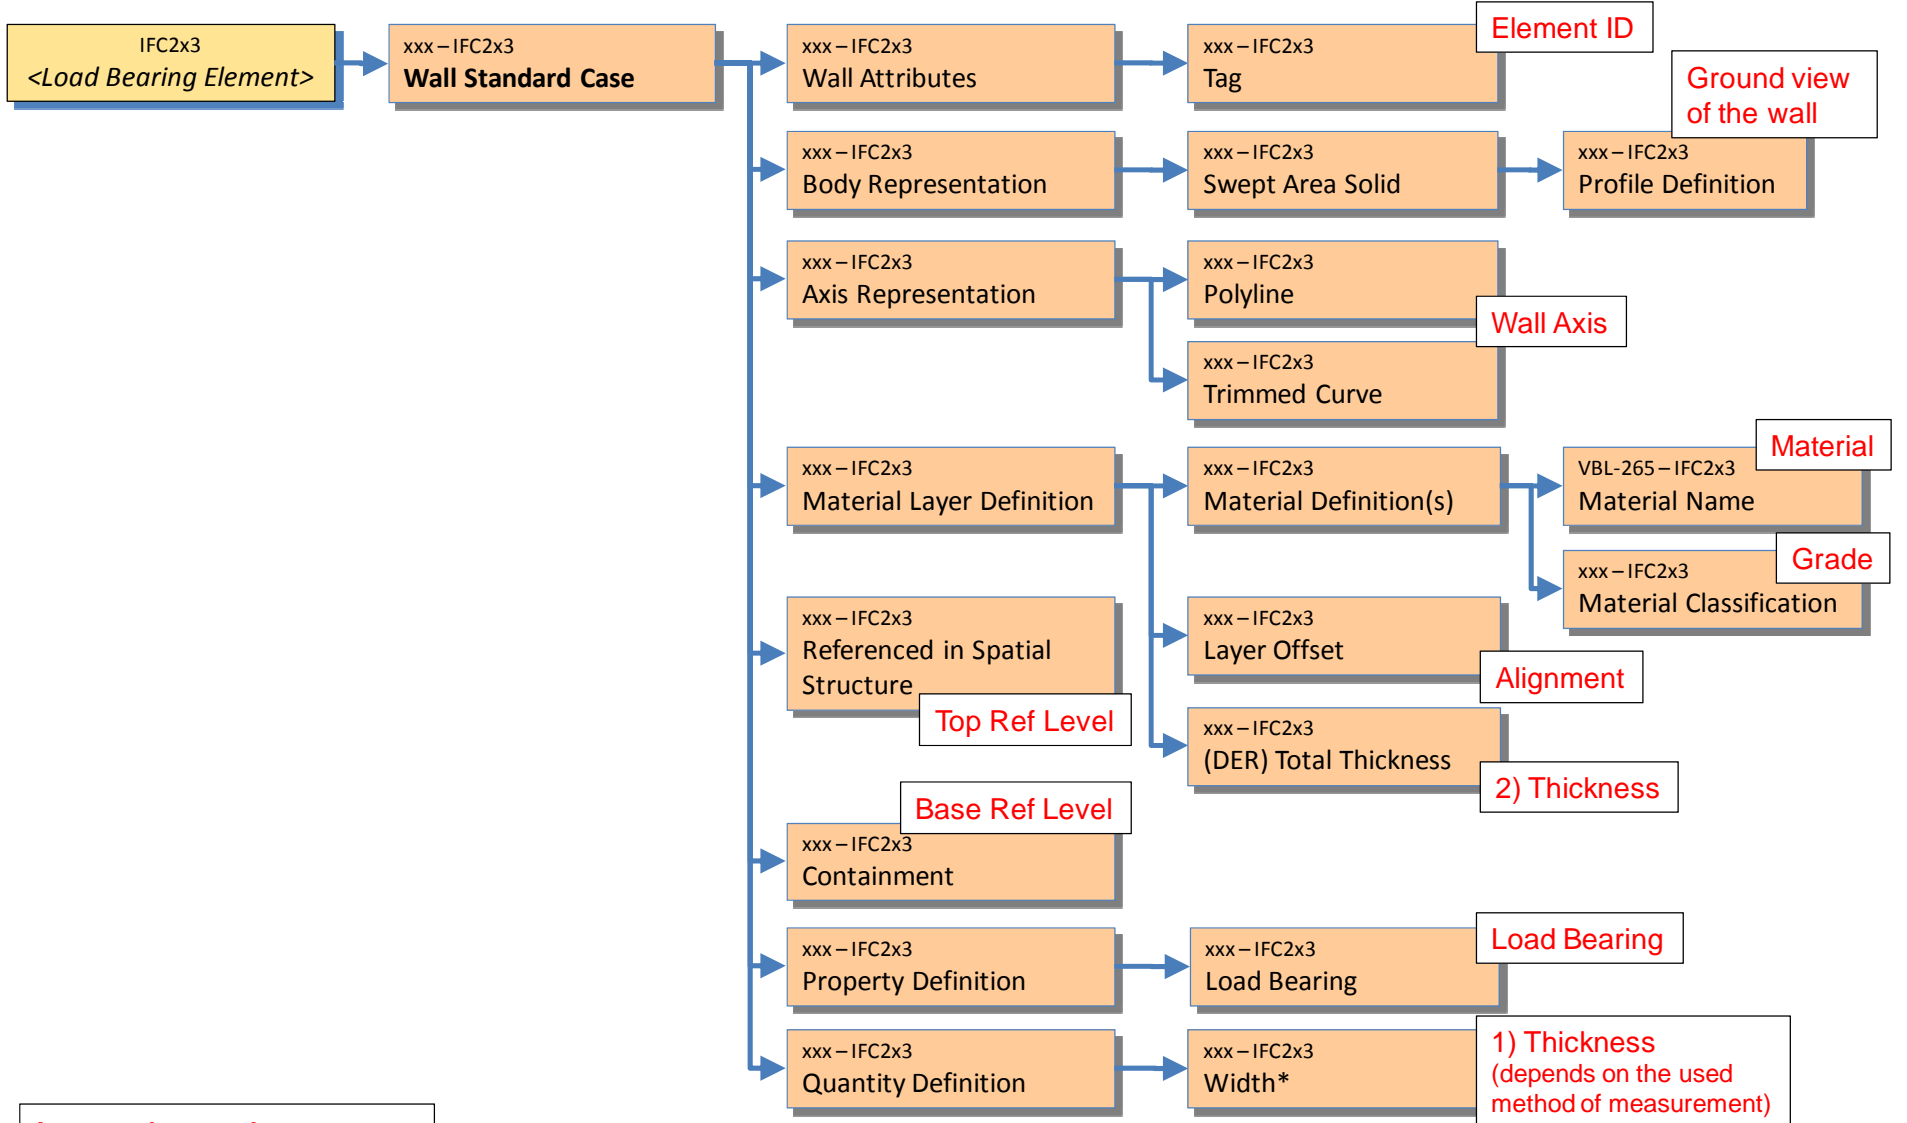 IFC2x3
<Load Bearing Element>
xxx – IFC2x3
Wall Standard Case
xxx – IFC2x3
Wall Attributes
xxx – IFC2x3
Tag
Element ID
Ground view
of the wall
xxx – IFC2x3
Body Representation
xxx – IFC2x3
Swept Area Solid
xxx – IFC2x3
Profile Definition
xxx – IFC2x3
Axis Representation
xxx – IFC2x3
Polyline
Wall Axis
xxx – IFC2x3
Trimmed Curve
xxx – IFC2x3
Material Layer Definition
xxx – IFC2x3
Material Definition(s)
VBL-265 – IFC2x3
Material Name
Material
xxx – IFC2x3
Material Classification
Grade
xxx – IFC2x3
Referenced in Spatial
Structure
Top Ref Level
xxx – IFC2x3
Layer Offset
Alignment
xxx – IFC2x3
(DER) Total Thickness
2) Thickness
Base Ref Level
xxx – IFC2x3
Containment
xxx – IFC2x3
Property Definition
xxx – IFC2x3
Load Bearing
Load Bearing
xxx – IFC2x3
Quantity Definition
xxx – IFC2x3
Width*
1) Thickness
(depends on the used
method of measurement)